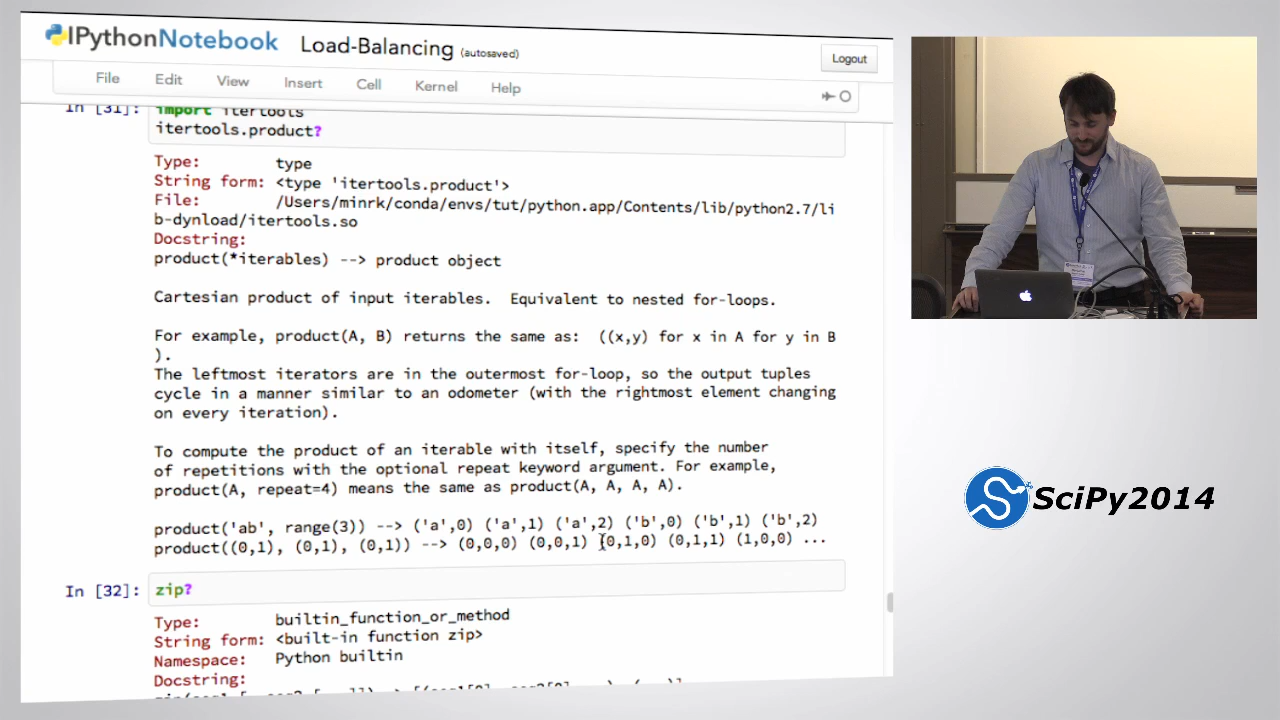 IPythonNotebook Load-Balancing (autosaved)
Logout
File Edit View Insert Cell Kernel Help
In [31]: import itertools
itertools.product?
Type: type
String form: <type 'itertools.product'>
File: /Users/minrk/conda/envs/tut/python.app/Contents/lib/python2.7/li
b-dynload/itertools.so
Docstring:
product(*iterables) --> product object
Cartesian product of input iterables. Equivalent to nested for-loops.
For example, product(A, B) returns the same as: ((x,y) for x in A for y in B
).
The leftmost iterators are in the outermost for-loop, so the output tuples
cycle in a manner similar to an odometer (with the rightmost element changing
on every iteration).
To compute the product of an iterable with itself, specify the number
of repetitions with the optional repeat keyword argument. For example,
product(A, repeat=4) means the same as product(A, A, A, A).
product('ab', range(3)) --> ('a',0) ('a',1) ('a',2) ('b',0) ('b',1) ('b',2)
product((0,1), (0,1), (0,1)) --> (0,0,0) (0,0,1) (0,1,0) (0,1,1) (1,0,0) ...
In [32]: zip?
Type: builtin_function_or_method
String form: <built-in function zip>
Namespace: Python builtin
Docstring:
SciPy2014